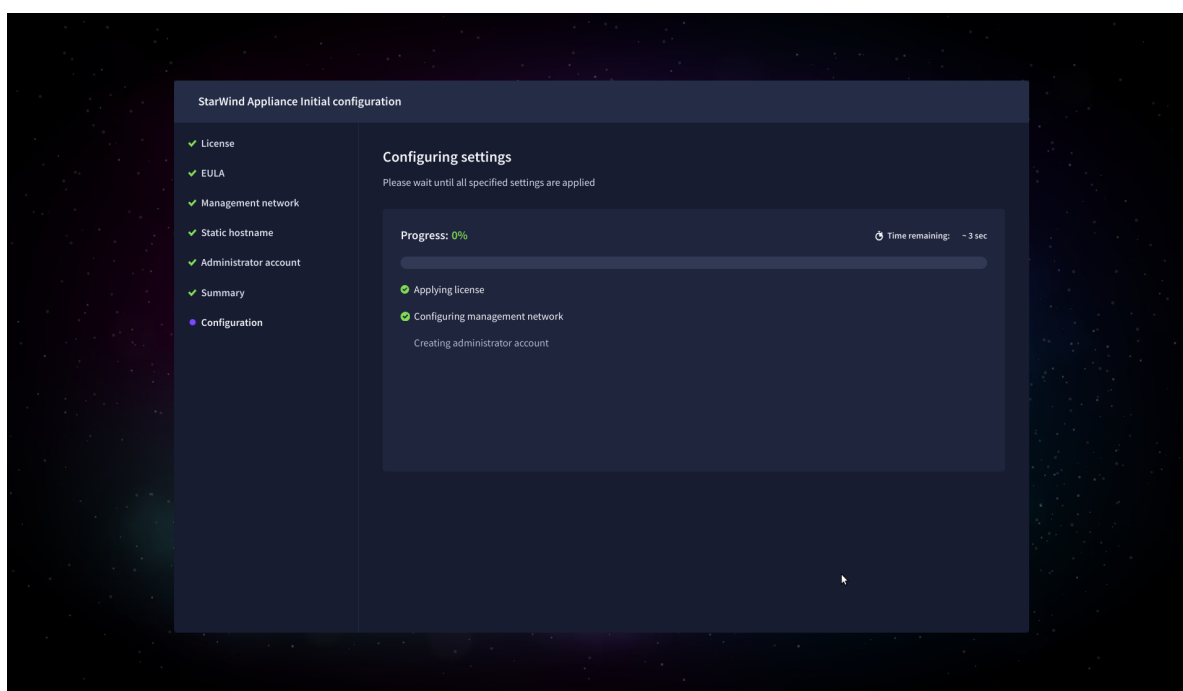 StarWind Appliance Initial configuration
License
EULA
Management network
Static hostname
Administrator account
Summary
Configuration
Configuring settings
Please wait until all specified settings are applied
Progress: 0%
Time remaining: ~ 3 sec
Applying license
Configuring management network
Creating administrator account